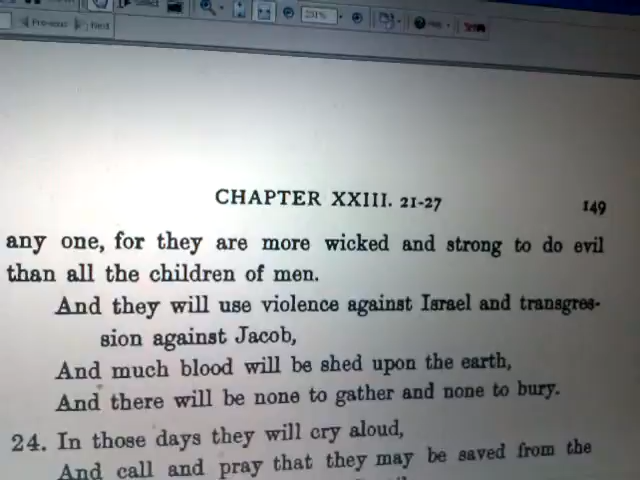 Previous Next
231%
CHAPTER XXIII. 21-27 149
any one, for they are more wicked and strong to do evil
than all the children of men.
And they will use violence against Israel and transgres-
sion against Jacob,
And much blood will be shed upon the earth,
And there will be none to gather and none to bury.
24. In those days they will cry aloud,
And call and pray that they may be saved from the